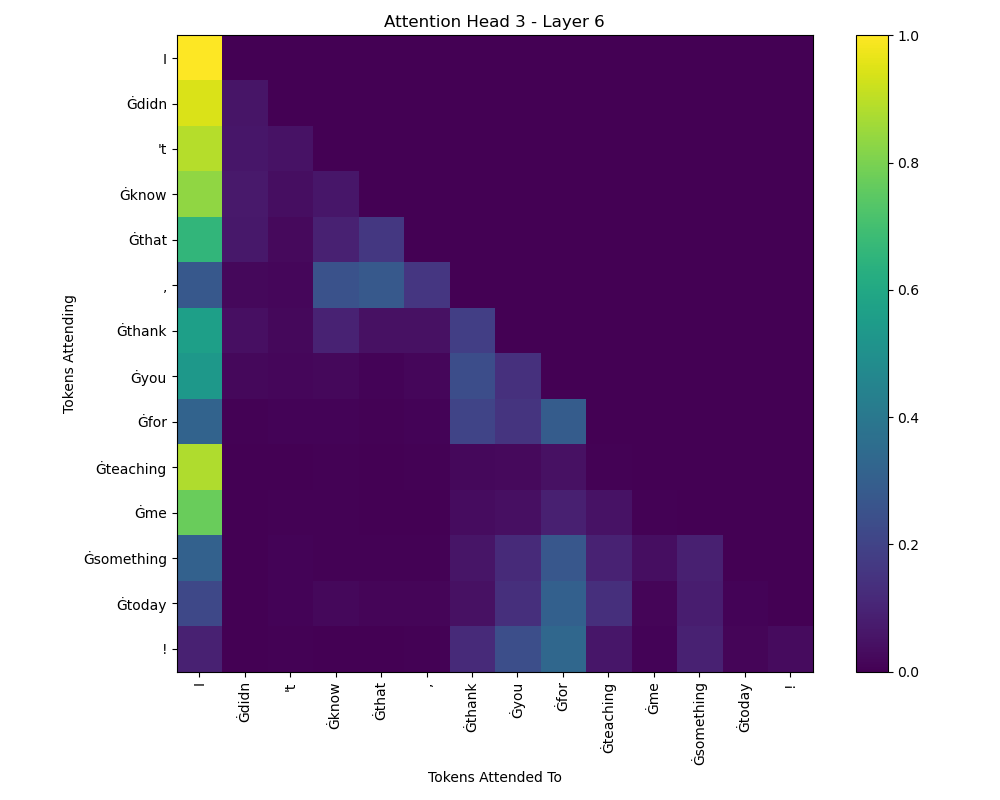 Attention Head 3 - Layer 6
Tokens Attending
I
Ġdidn
't
Ġknow
Ġthat
,
Ġthank
Ġyou
Ġfor
Ġteaching
Ġme
Ġsomething
Ġtoday
!
I
Ġdidn
't
Ġknow
Ġthat
,
Ġthank
Ġyou
Ġfor
Ġteaching
Ġme
Ġsomething
Ġtoday
!
Tokens Attended To
1.0
0.8
0.6
0.4
0.2
0.0